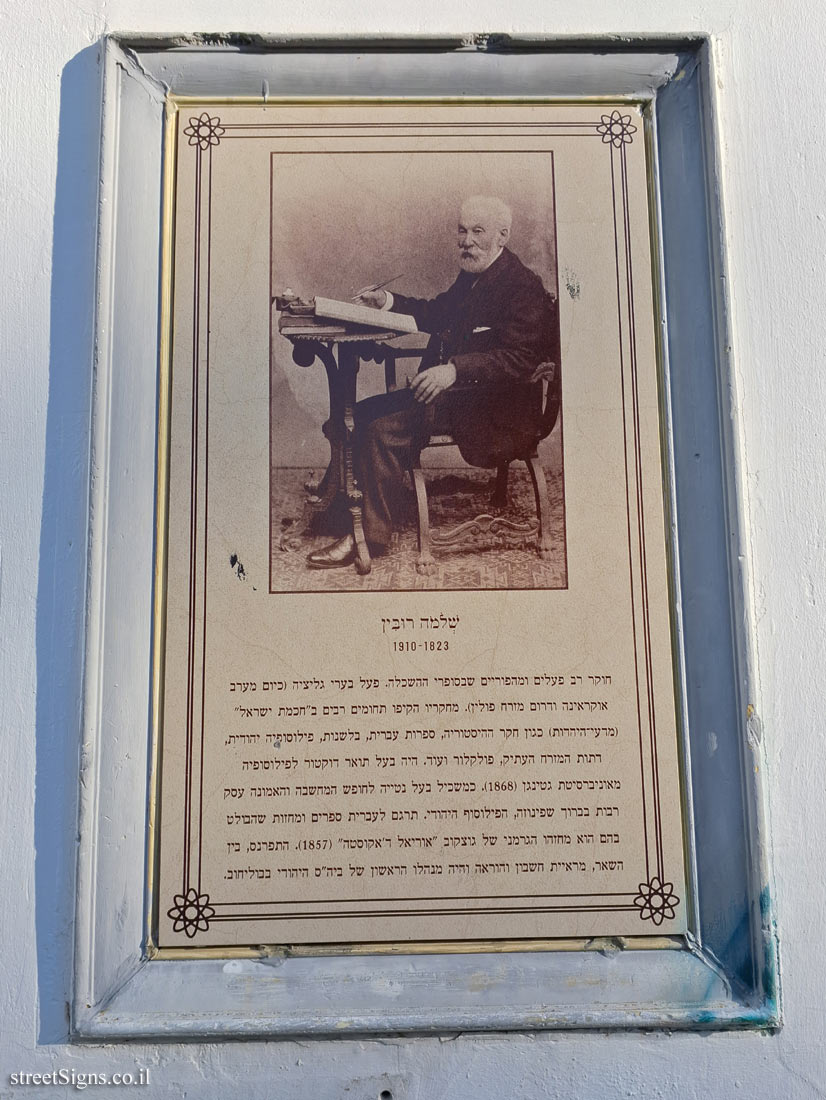 שְׁלֹמֹה רוּבִּין
1910-1823
חוקר רב פעלים ומהפוריים שבסופרי ההשכלה. פעל בערי גליציה (כיום מערב
אוקראינה ודרום מזרח פולין). מחקריו הקיפו תחומים רבים ב"חכמת ישראל"
(מדעי־היהדות) כגון חקר ההיסטוריה, ספרות עברית, בלשנות, פילוסופיה יהודית,
דתות המזרח העתיק, פולקלור ועוד. היה בעל תואר דוקטור לפילוסופיה
מאוניברסיטת גטינגן (1868). כמשכיל בעל נטייה לחופש המחשבה והאמונה עסק
רבות בברוך שפינוזה, הפילוסוף היהודי. תרגם לעברית ספרים ומחזות שהבולט
בהם הוא מחזהו הגרמני של גוצקוב "אוריאל ד'אקוסטה" (1857). התפרנס, בין
השאר, מראיית חשבון והוראה והיה מנהלו הראשון של ביה"ס היהודי בבוליחוב.
streetSigns.co.il